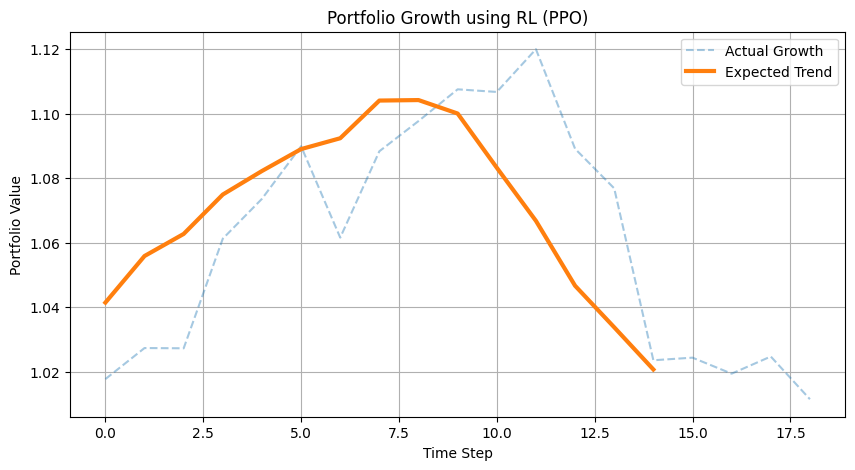 Portfolio Growth using RL (PPO)
Actual Growth
Expected Trend
Portfolio Value
1.12
1.10
1.08
1.06
1.04
1.02
0.0 2.5 5.0 7.5 10.0 12.5 15.0 17.5
Time Step